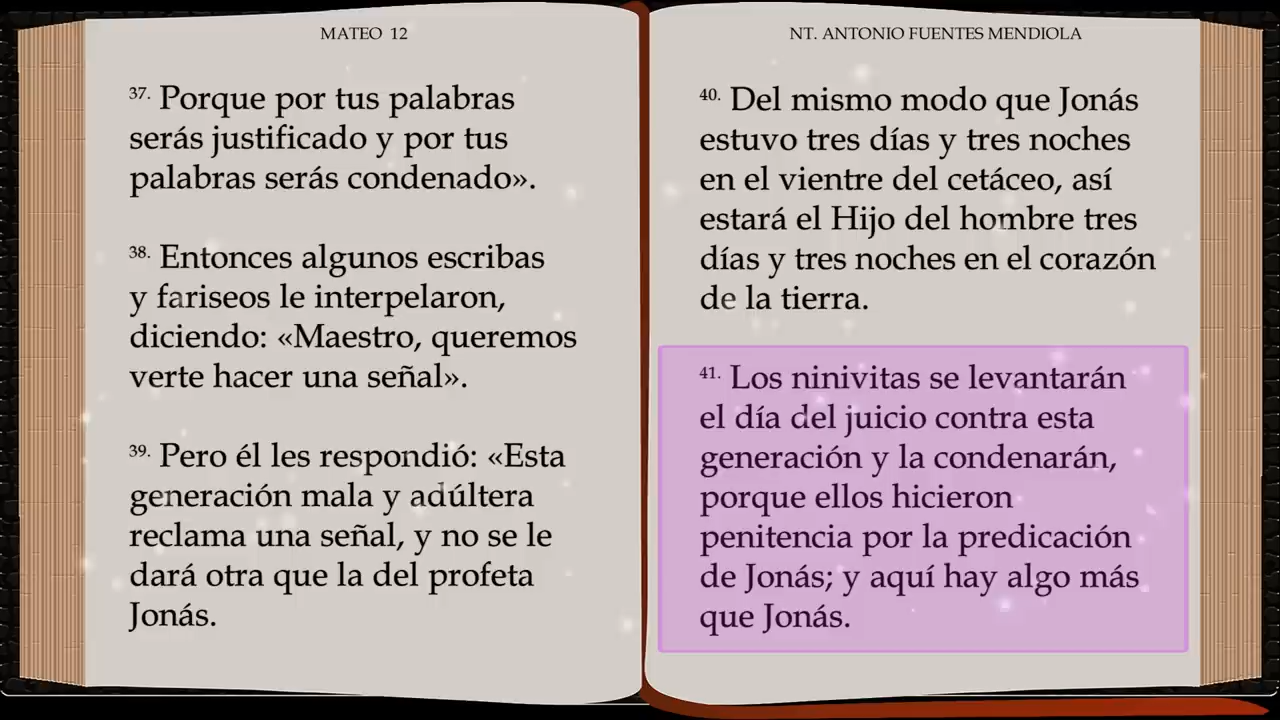 MATEO 12
37. Porque por tus palabras
serás justificado y por tus
palabras serás condenado».
38. Entonces algunos escribas
y fariseos le interpelaron,
diciendo: «Maestro, queremos
verte hacer una señal».
39. Pero él les respondió: «Esta
generación mala y adúltera
reclama una señal, y no se le
dará otra que la del profeta
Jonás.
NT. ANTONIO FUENTES MENDIOLA
40. Del mismo modo que Jonás
estuvo tres días y tres noches
en el vientre del cetáceo, así
estará el Hijo del hombre tres
días y tres noches en el corazón
de la tierra.
41. Los ninivitas se levantarán
el día del juicio contra esta
generación y la condenarán,
porque ellos hicieron
penitencia por la predicación
de Jonás; y aquí hay algo más
que Jonás.